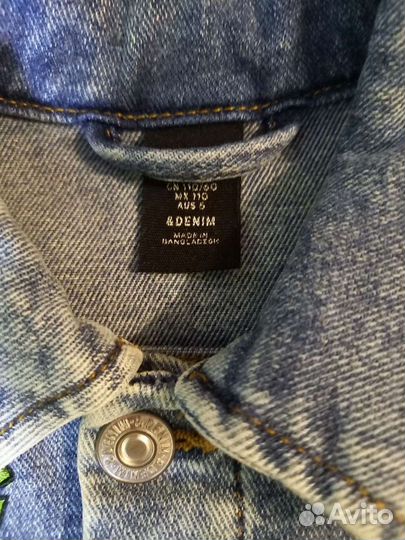 CN 110/60
MX 110
AUS 5
&DENIM
MADE IN
BANGLADESH
Avito